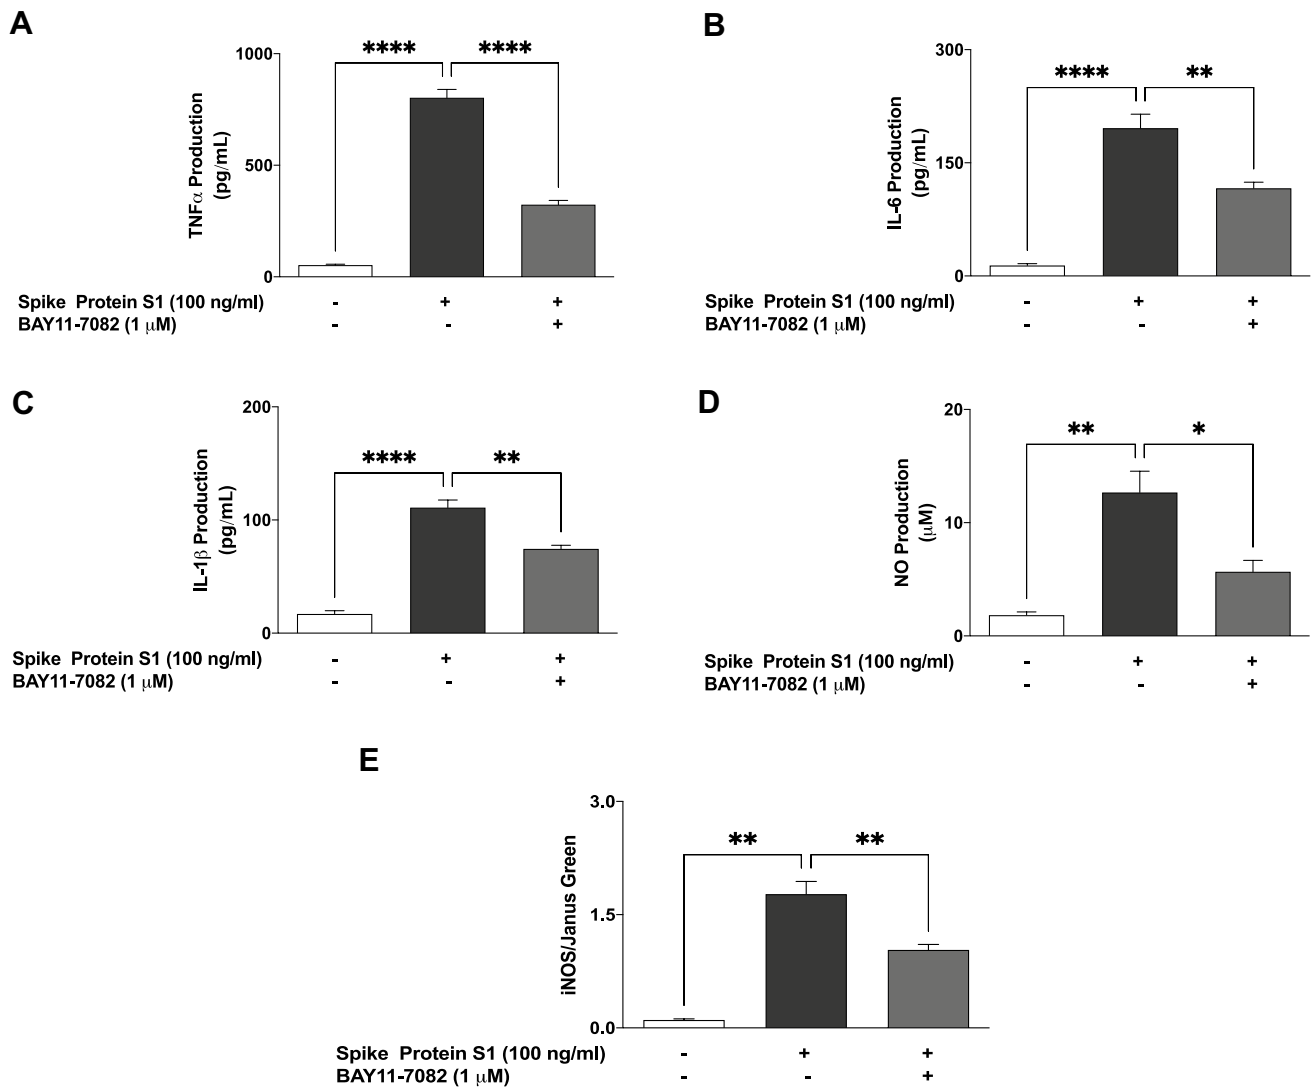 A
TNFα Production
(pg/mL)
1000
500
0
**** ****
Spike Protein S1 (100 ng/ml) - + +
BAY11-7082 (1 μM) - - +
B
IL-6 Production
(pg/mL)
300
150
0
**** **
Spike Protein S1 (100 ng/ml) - + +
BAY11-7082 (1 μM) - - +
C
IL-1β Production
(pg/mL)
200
100
0
**** **
Spike Protein S1 (100 ng/ml) - + +
BAY11-7082 (1 μM) - - +
D
NO Production
(μM)
20
10
0
** *
Spike Protein S1 (100 ng/ml) - + +
BAY11-7082 (1 μM) - - +
E
iNOS/Janus Green
3.0
1.5
0.0
** **
Spike Protein S1 (100 ng/ml) - + +
BAY11-7082 (1 μM) - - +